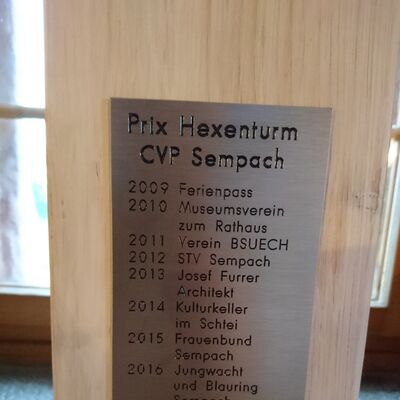 Prix Hexenturm
CVP Sempach
2009 Ferienpass
2010 Museumsverein
zum Rathaus
2011 Verein BSUECH
2012 STV Sempach
2013 Josef Furrer
Architekt
2014 Kulturkeller
im Schtei
2015 Frauenbund
Sempach
2016 Jungwacht
und Blauring
Sempach